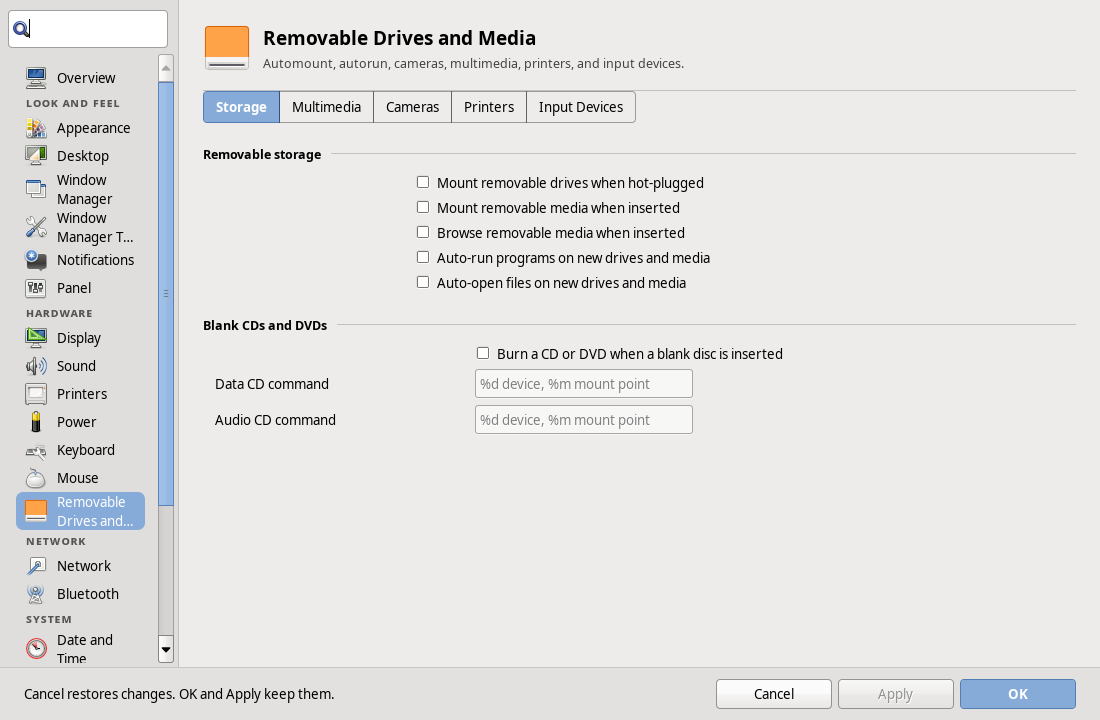 Overview
LOOK AND FEEL
Appearance
Desktop
Window
Manager
Window
Manager T...
Notifications
Panel
HARDWARE
Display
Sound
Printers
Power
Keyboard
Mouse
Removable
Drives and...
NETWORK
Network
Bluetooth
SYSTEM
Date and
Time
Removable Drives and Media
Automount, autorun, cameras, multimedia, printers, and input devices.
Storage Multimedia Cameras Printers Input Devices
Removable storage
Mount removable drives when hot-plugged
Mount removable media when inserted
Browse removable media when inserted
Auto-run programs on new drives and media
Auto-open files on new drives and media
Blank CDs and DVDs
Burn a CD or DVD when a blank disc is inserted
Data CD command %d device, %m mount point
Audio CD command %d device, %m mount point
Cancel restores changes. OK and Apply keep them.
Cancel Apply OK